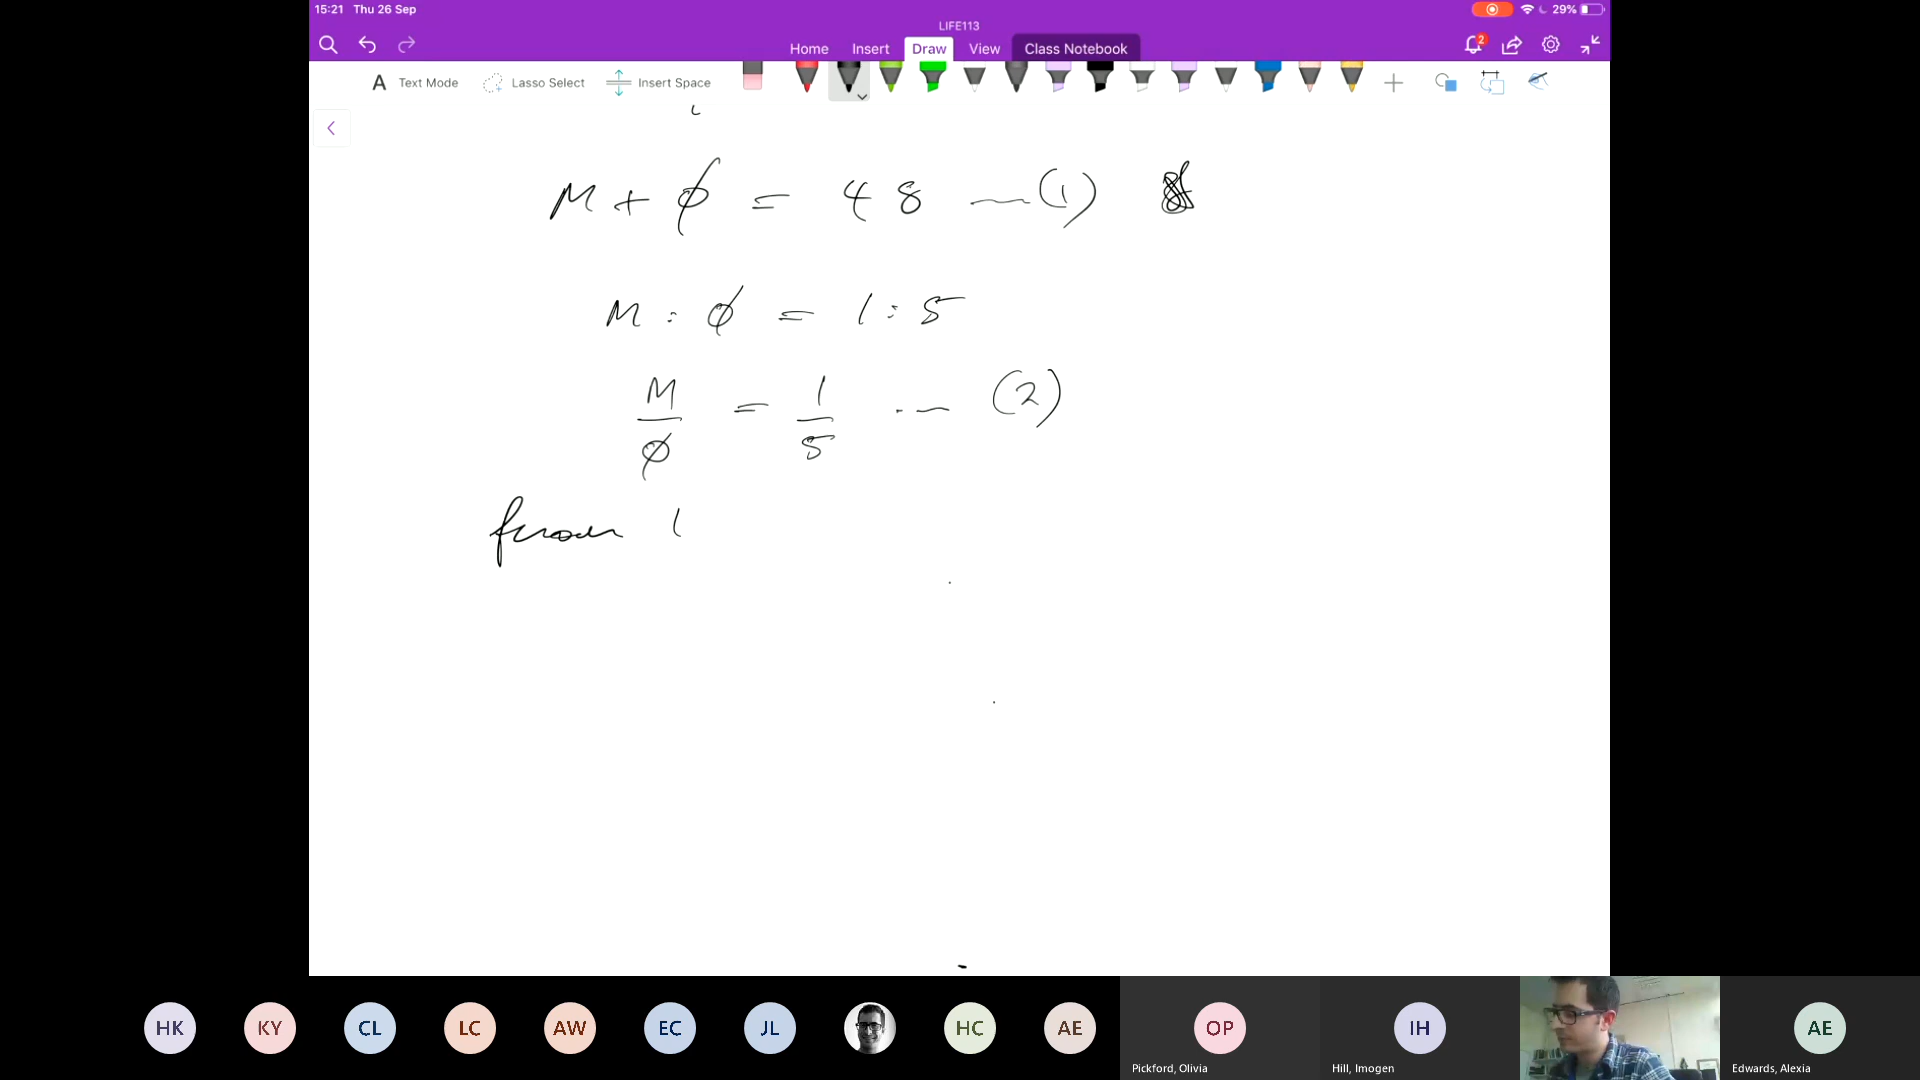 15:21 Thu 26 Sep
29%
LIFE113
Home Insert Draw View Class Notebook
2
A Text Mode Lasso Select Insert Space
M + ϕ = 48 — (1)
M : ϕ = 1 : 5
M/ϕ = 1/5 ... (2)
from 1
HK KY CL LC AW EC JL HC AE OP IH AE
Pickford, Olivia Hill, Imogen Edwards, Alexia